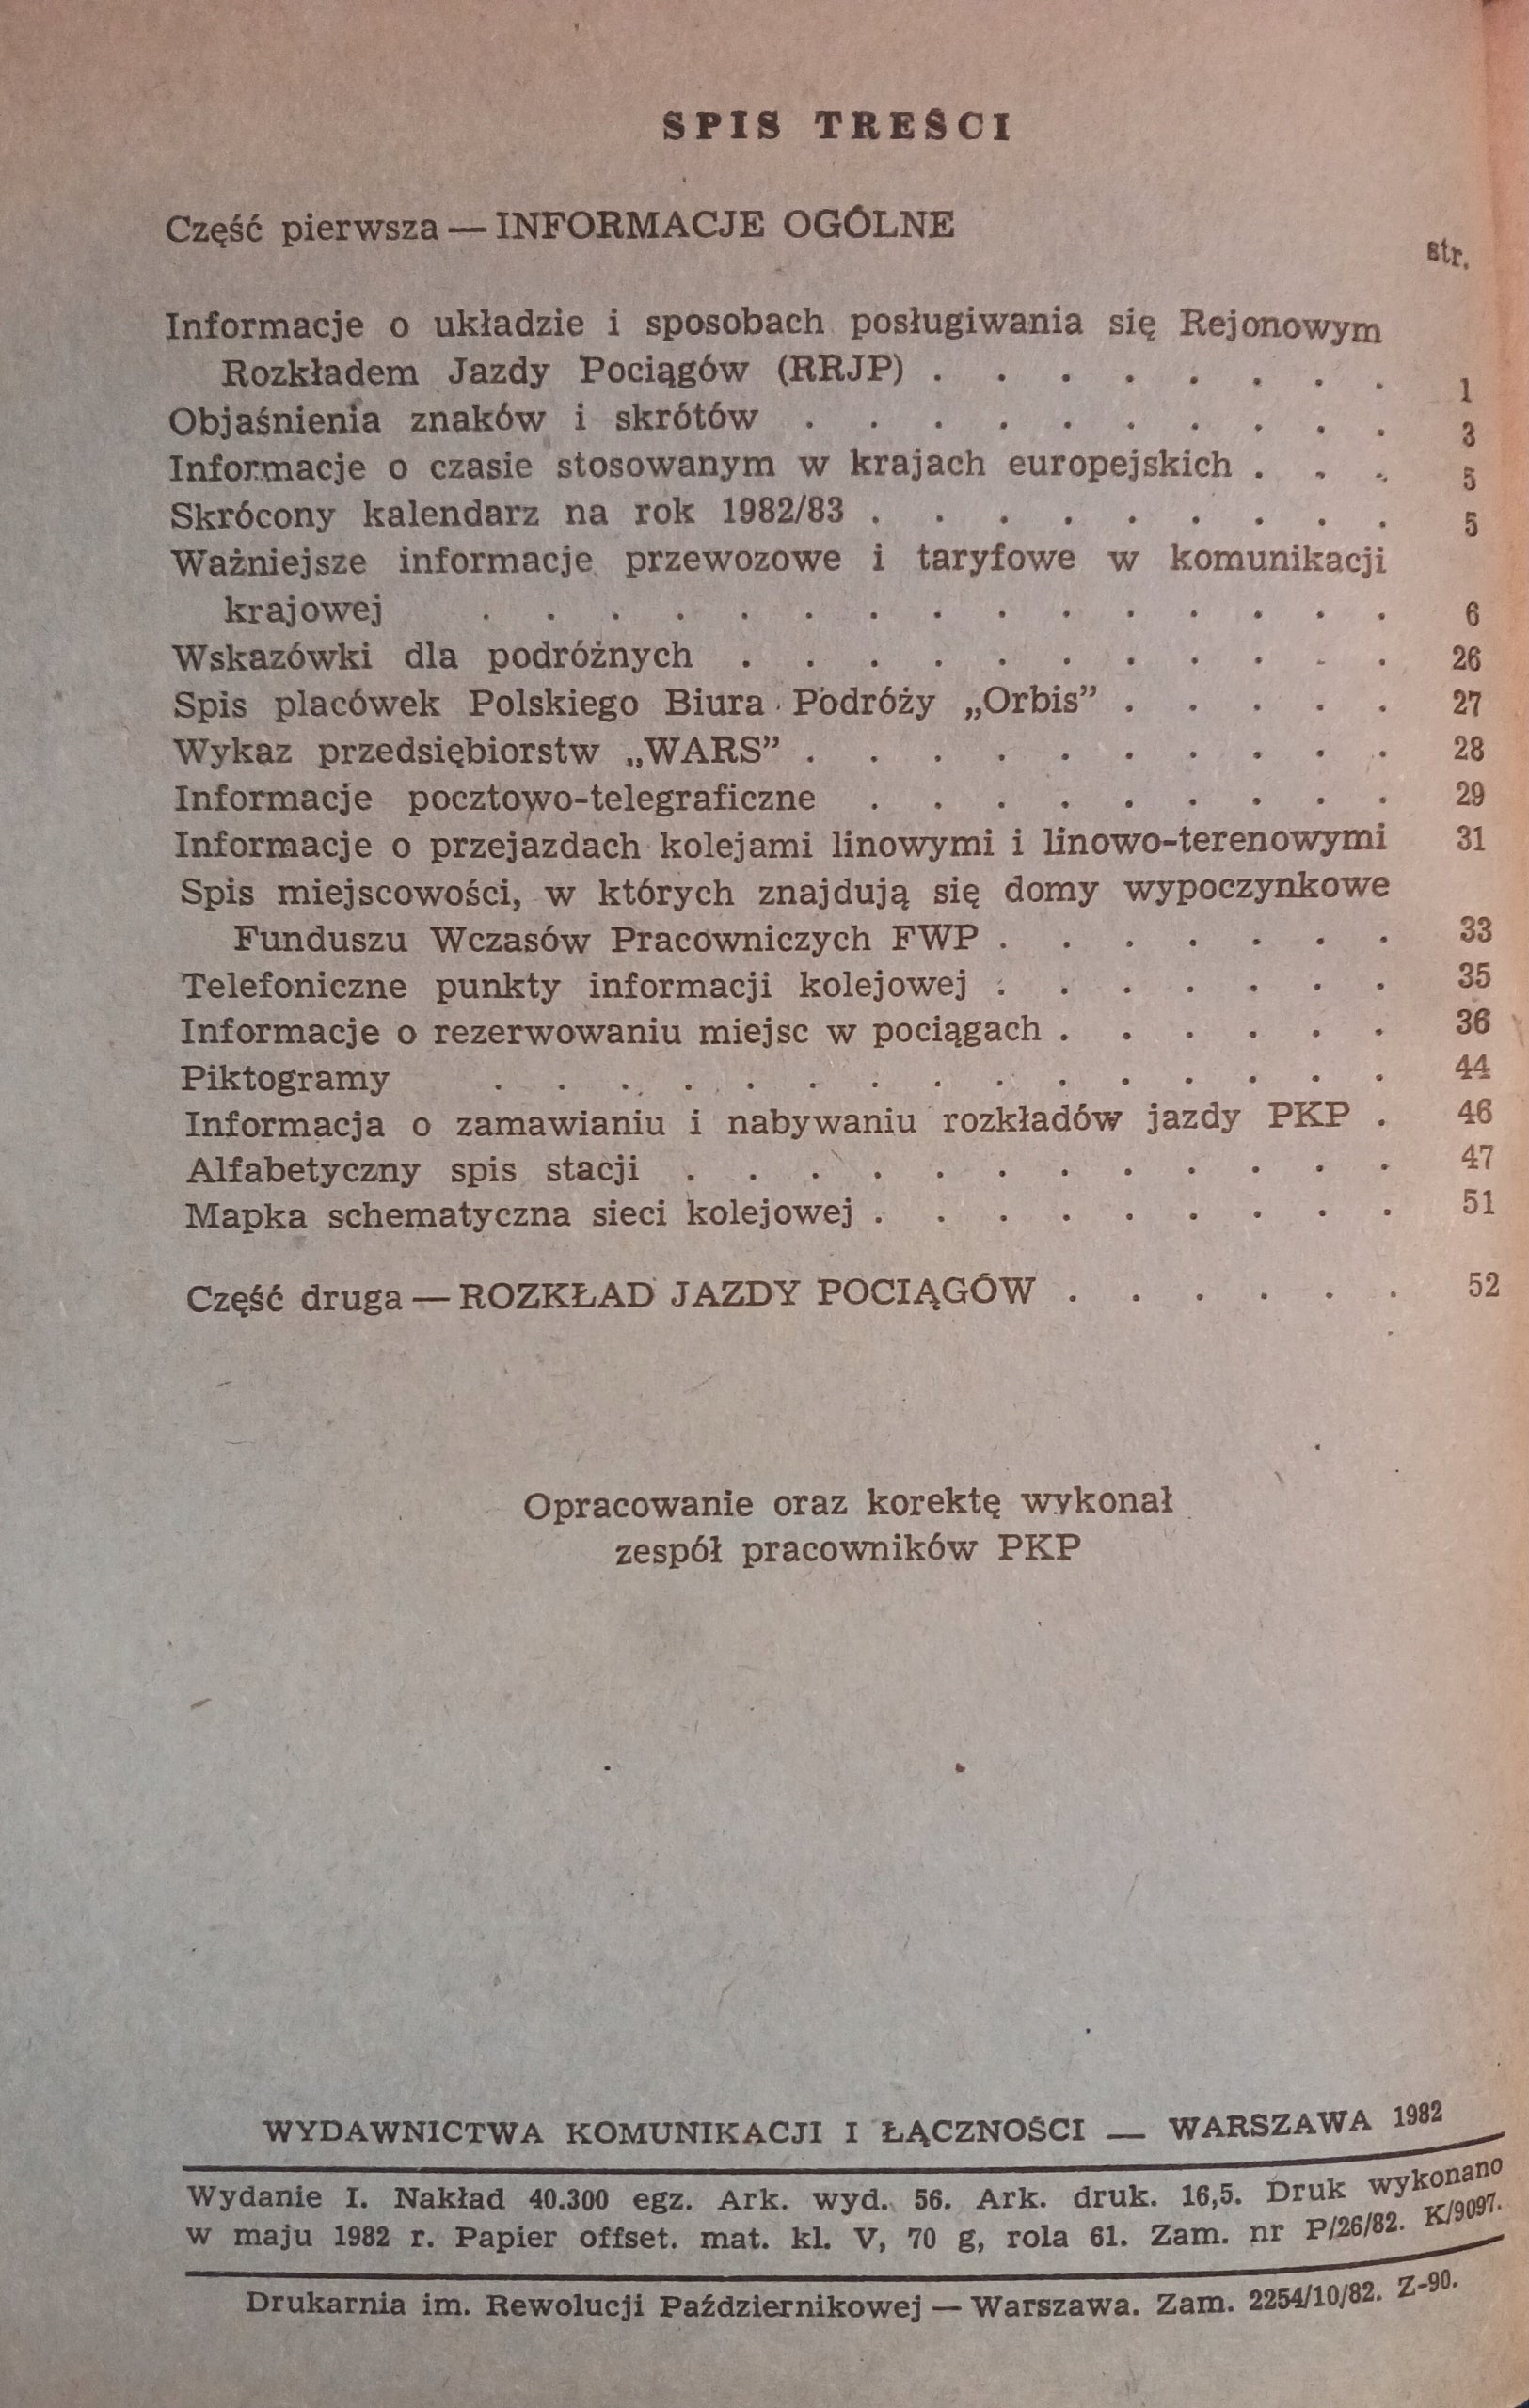 SPIS TREŚCI
Część pierwsza — INFORMACJE OGÓLNE
str.
Informacje o układzie i sposobach posługiwania się Rejonowym
Rozkładem Jazdy Pociągów (RRJP) . . . . . . . . 1
Objaśnienia znaków i skrótów . . . . . . . . . . 3
Informacje o czasie stosowanym w krajach europejskich . . . 5
Skrócony kalendarz na rok 1982/83 . . . . . . . . . 5
Ważniejsze informacje przewozowe i taryfowe w komunikacji
krajowej . . . . . . . . . . . . . . . 6
Wskazówki dla podróżnych . . . . . . . . . . . 26
Spis placówek Polskiego Biura Podróży „Orbis” . . . . . 27
Wykaz przedsiębiorstw „WARS” . . . . . . . . . . 28
Informacje pocztowo-telegraficzne . . . . . . . . . 29
Informacje o przejazdach kolejami linowymi i linowo-terenowymi 31
Spis miejscowości, w których znajdują się domy wypoczynkowe
Funduszu Wczasów Pracowniczych FWP . . . . . . . 33
Telefoniczne punkty informacji kolejowej . . . . . . . 35
Informacje o rezerwowaniu miejsc w pociągach . . . . . . 36
Piktogramy . . . . . . . . . . . . . . . 44
Informacja o zamawianiu i nabywaniu rozkładów jazdy PKP . 46
Alfabetyczny spis stacji . . . . . . . . . . . . 47
Mapka schematyczna sieci kolejowej . . . . . . . . . 51
Część druga — ROZKŁAD JAZDY POCIĄGÓW . . . . . . 52
Opracowanie oraz korektę wykonał
zespół pracowników PKP
WYDAWNICTWA KOMUNIKACJI I ŁĄCZNOŚCI — WARSZAWA 1982
Wydanie I. Nakład 40.300 egz. Ark. wyd. 56. Ark. druk. 16,5. Druk wykonano
w maju 1982 r. Papier offset. mat. kl. V, 70 g, rola 61. Zam. nr P/26/82. K/9097.
Drukarnia im. Rewolucji Październikowej — Warszawa. Zam. 2254/10/82. Z-90.